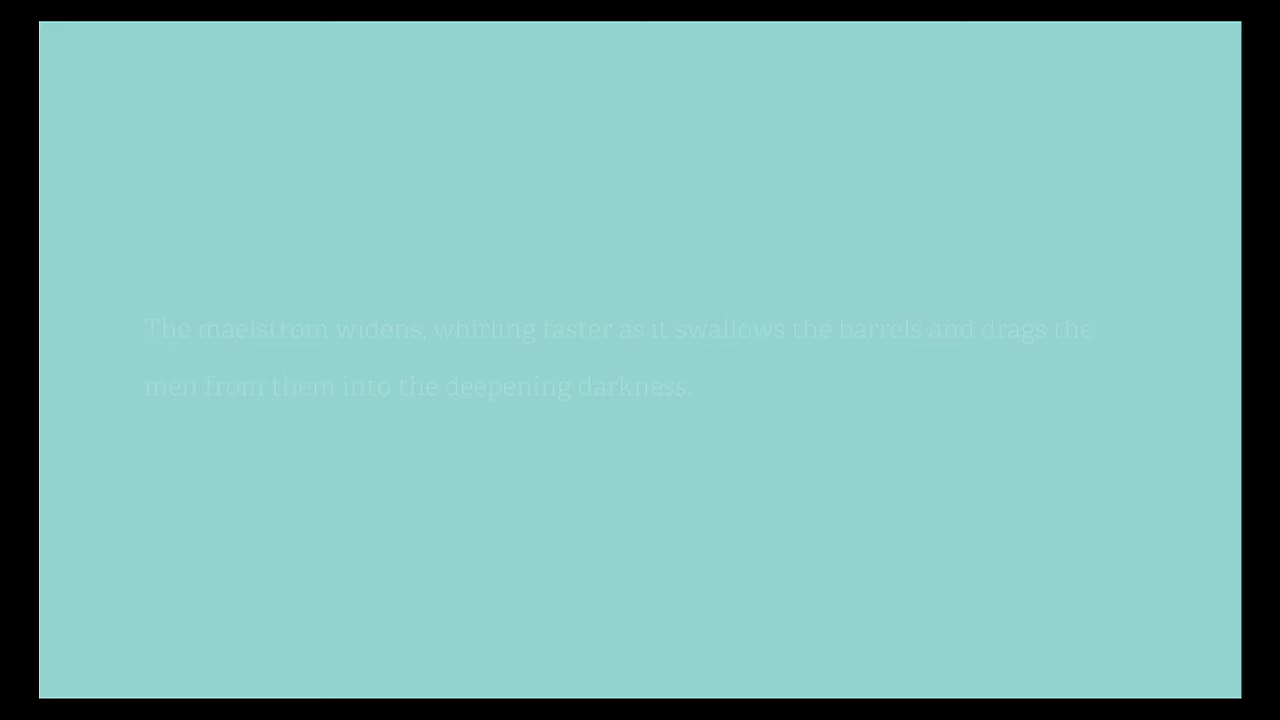 The maelstrom widens, whirling faster as it swallows the barrels and drags the
men from them into the deepening darkness.